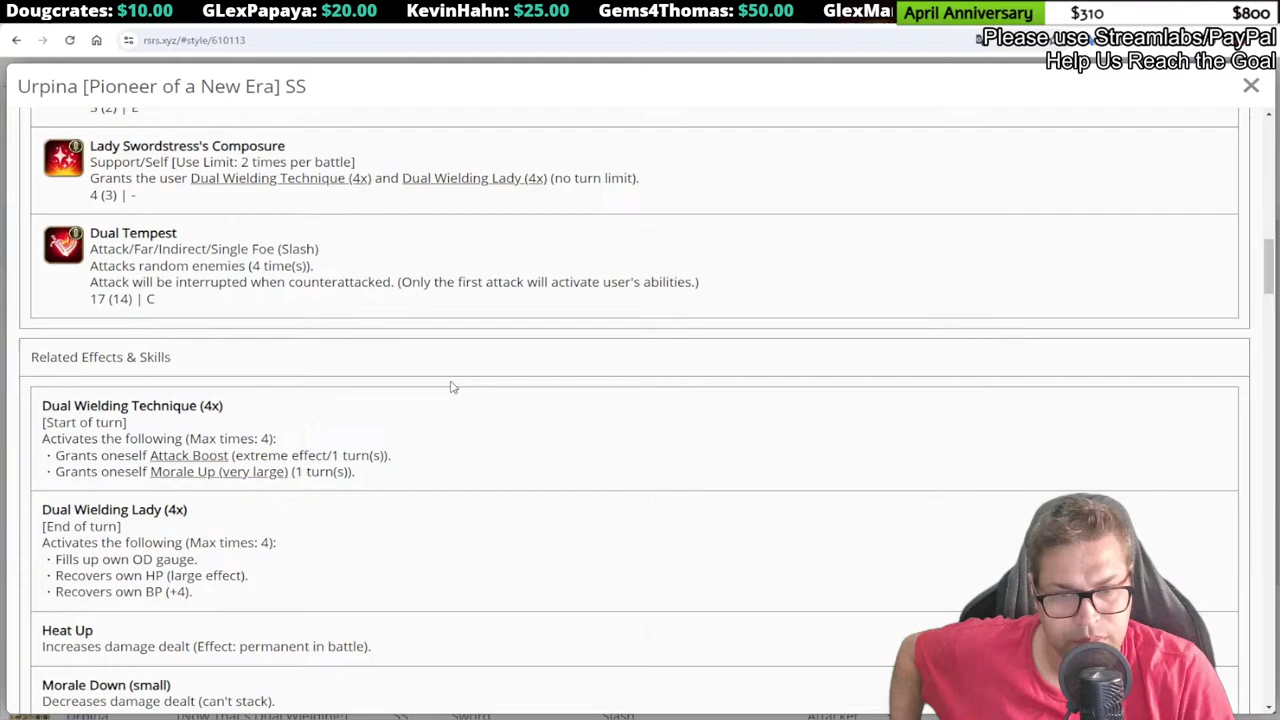 Dougcrates: $10.00 GLexPapaya: $20.00 KevinHahn: $25.00 Gems4Thomas: $50.00
April Anniversary $310 $800
rsrs.xyz/#style/610113
Please use Streamlabs/PayPal
Help Us Reach the Goal
Urpina [Pioneer of a New Era] SS
Lady Swordstress's Composure
Support/Self [Use Limit: 2 times per battle]
Grants the user Dual Wielding Technique (4x) and Dual Wielding Lady (4x) (no turn limit).
4 (3) | -
Dual Tempest
Attack/Far/Indirect/Single Foe (Slash)
Attacks random enemies (4 time(s)).
Attack will be interrupted when counterattacked. (Only the first attack will activate user's abilities.)
17 (14) | C
Related Effects & Skills
Dual Wielding Technique (4x)
[Start of turn]
Activates the following (Max times: 4):
・Grants oneself Attack Boost (extreme effect/1 turn(s)).
・Grants oneself Morale Up (very large) (1 turn(s)).
Dual Wielding Lady (4x)
[End of turn]
Activates the following (Max times: 4):
・Fills up own OD gauge.
・Recovers own HP (large effect).
・Recovers own BP (+4).
Heat Up
Increases damage dealt (Effect: permanent in battle).
Morale Down (small)
Decreases damage dealt (can't stack).